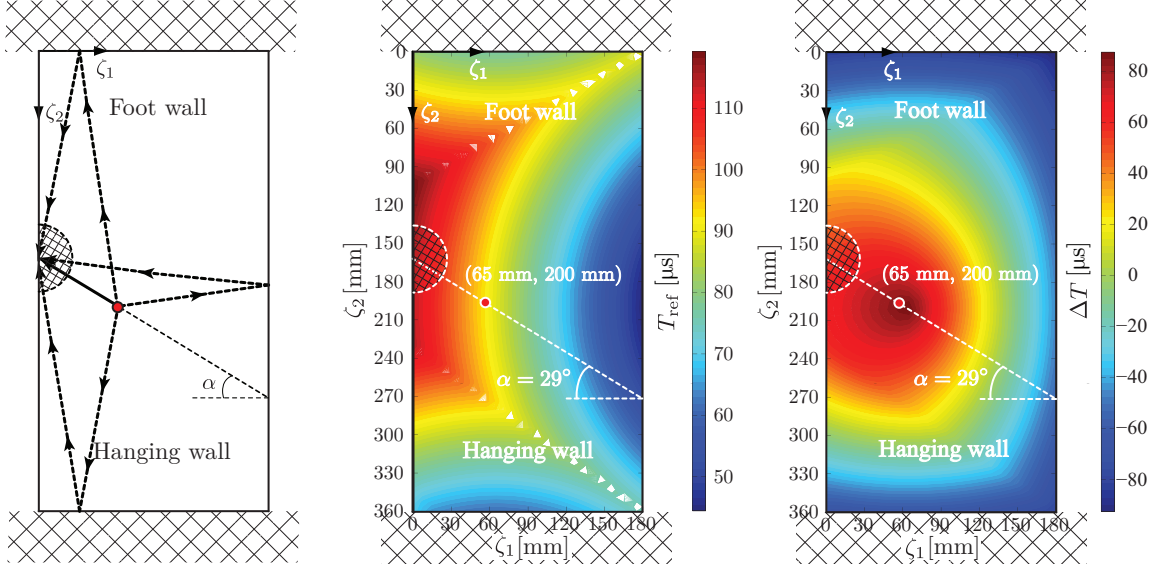 ζ₁
ζ₂
Foot wall
α
Hanging wall
0
30
60
90
120
150
180
210
240
270
300
330
360
ζ₂ [mm]
ζ₁
ζ₂
Foot wall
(65 mm, 200 mm)
α = 29°
Hanging wall
0 30 60 90 120 150 180
ζ₁ [mm]
110
100
90
80
70
60
50
T_ref [μs]
0
30
60
90
120
150
180
210
240
270
300
330
360
ζ₂ [mm]
ζ₁
ζ₂
Foot wall
(65 mm, 200 mm)
α = 29°
Hanging wall
0 30 60 90 120 150 180
ζ₁ [mm]
80
60
40
20
0
−20
−40
−60
−80
ΔT [μs]